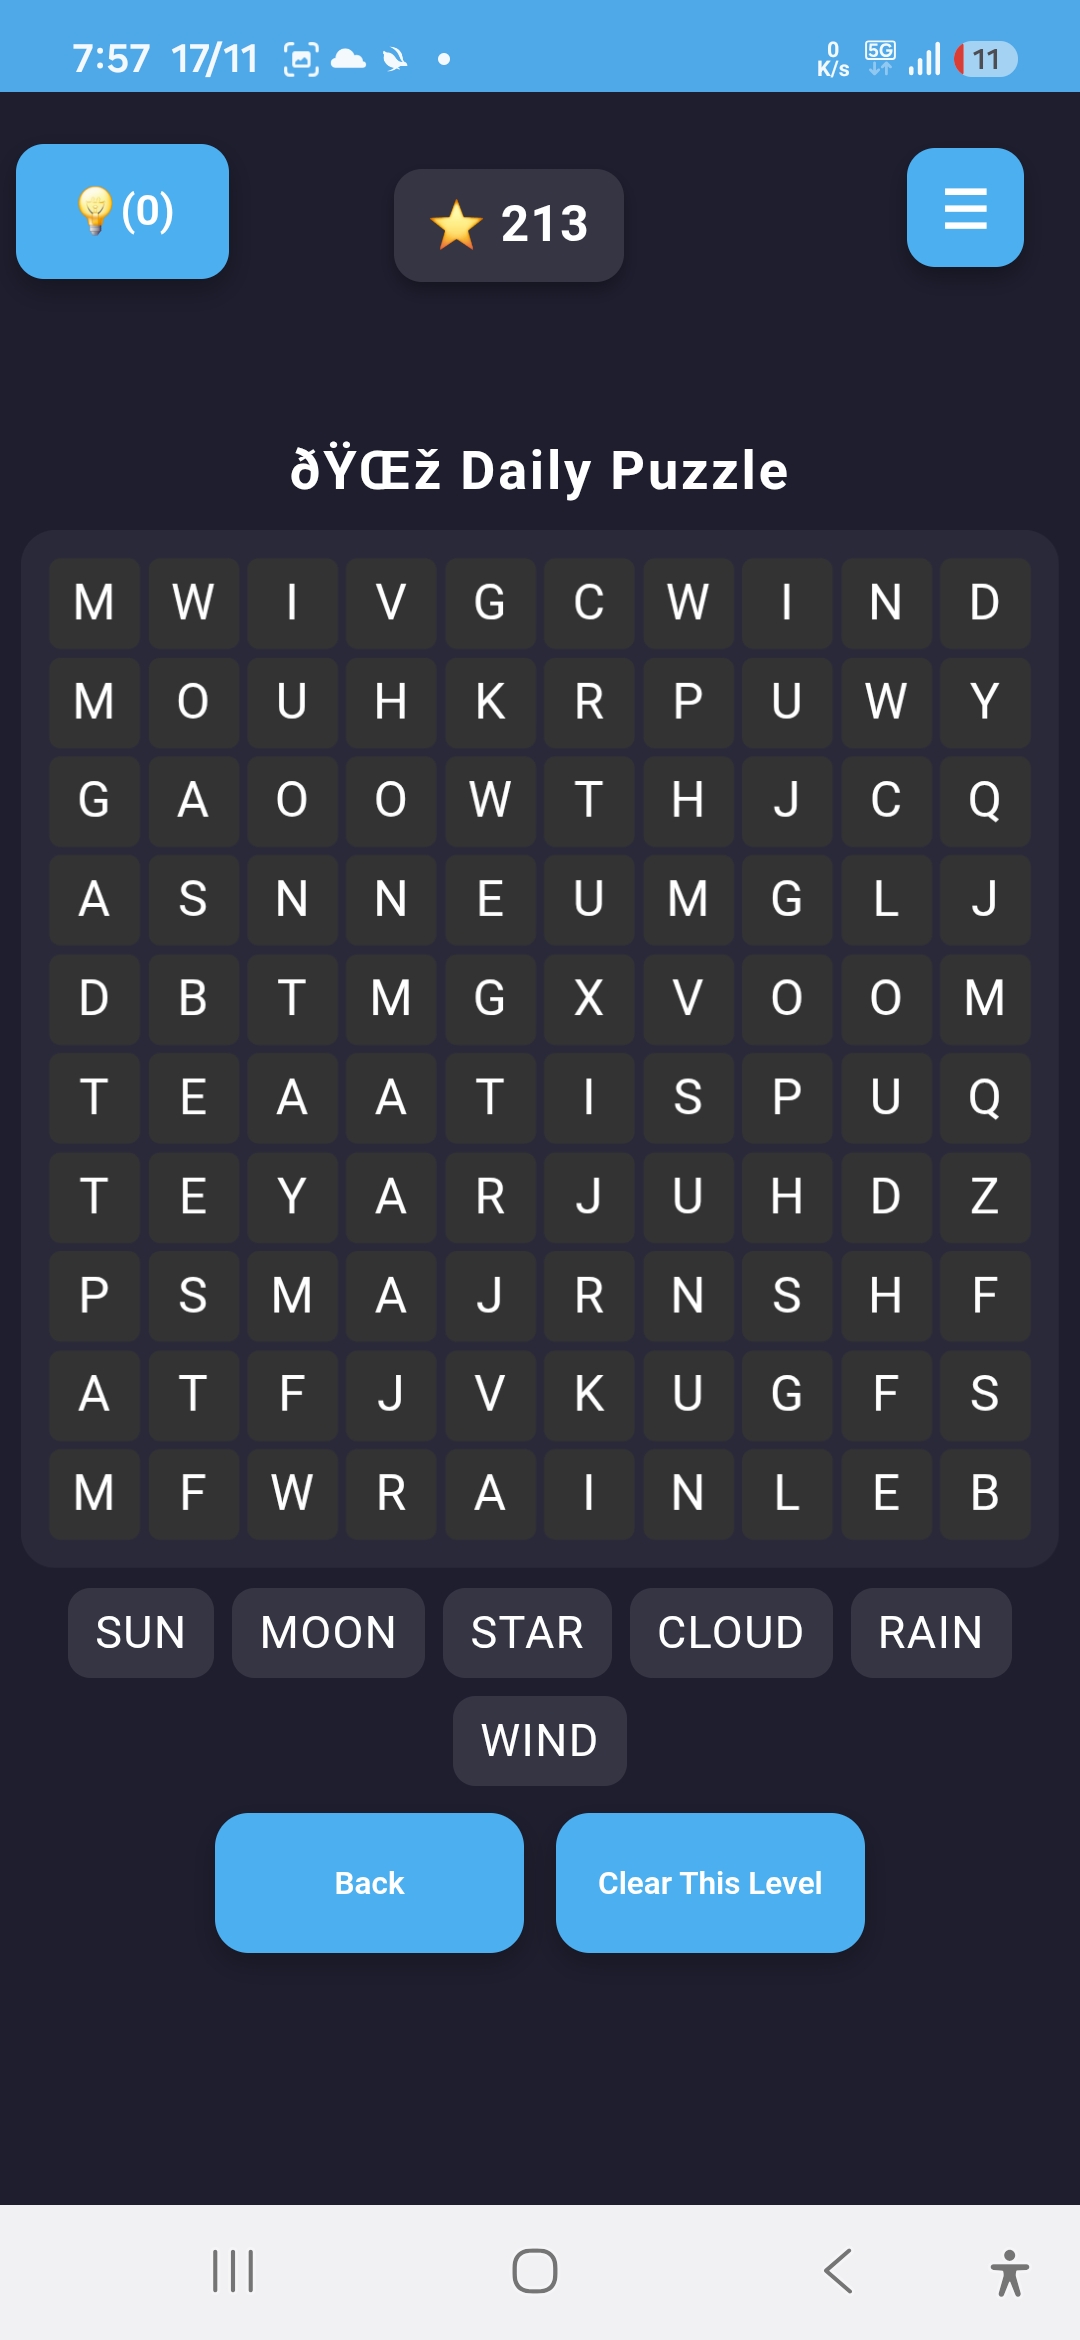 7:57 17/11 0 K/s 5G 11
(0) 213
ðŸŒž Daily Puzzle
M W I V G C W I N D
M O U H K R P U W Y
G A O O W T H J C Q
A S N N E U M G L J
D B T M G X V O O M
T E A A T I S P U Q
T E Y A R J U H D Z
P S M A J R N S H F
A T F J V K U G F S
M F W R A I N L E B
SUN MOON STAR CLOUD RAIN
WIND
Back Clear This Level